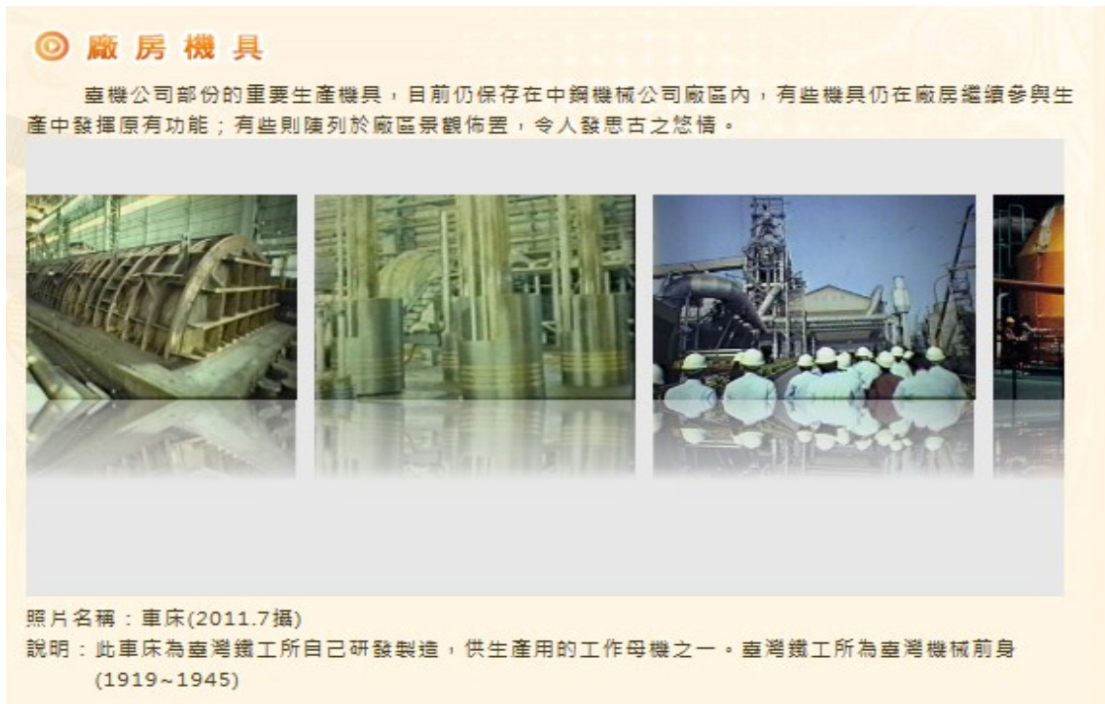 廠房機具
臺機公司部份的重要生產機具，目前仍保存在中鋼機械公司廠區內，有些機具仍在廠房繼續參與生
產中發揮原有功能；有些則陳列於廠區景觀佈置，令人發思古之悠情。
照片名稱：車床(2011.7攝)
說明：此車床為臺灣鐵工所自己研發製造，供生產用的工作母機之一。臺灣鐵工所為臺灣機械前身
(1919~1945)